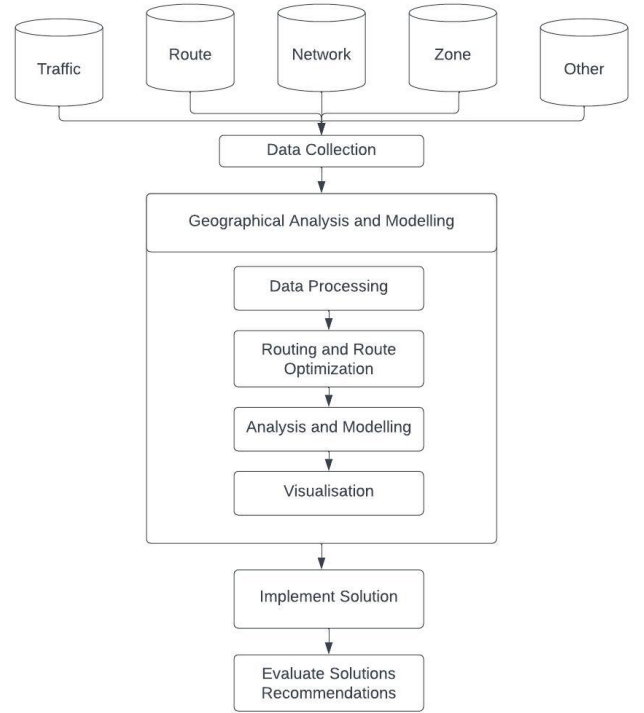 Traffic
Route
Network
Zone
Other
Data Collection
Geographical Analysis and Modelling
Data Processing
Routing and Route
Optimization
Analysis and Modelling
Visualisation
Implement Solution
Evaluate Solutions
Recommendations